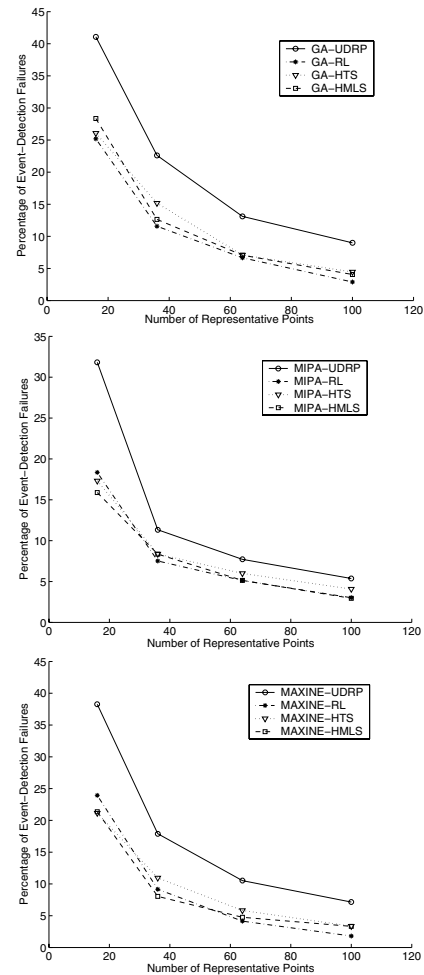 45
40
35
30
25
20
15
10
5
0
Percentage of Event−Detection Failures
GA−UDRP
GA−RL
GA−HTS
GA−HMLS
0 20 40 60 80 100 120
Number of Representative Points
35
30
25
20
15
10
5
0
Percentage of Event−Detection Failures
MIPA−UDRP
MIPA−RL
MIPA−HTS
MIPA−HMLS
0 20 40 60 80 100 120
Number of Representative Points
45
40
35
30
25
20
15
10
5
0
Percentage of Event−Detection Failures
MAXINE−UDRP
MAXINE−RL
MAXINE−HTS
MAXINE−HMLS
0 20 40 60 80 100 120
Number of Representative Points